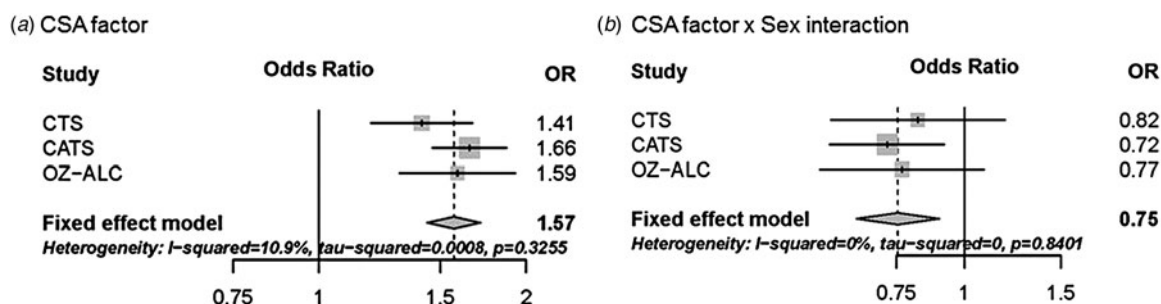 (a) CSA factor
Study Odds Ratio OR
CTS 1.41
CATS 1.66
OZ-ALC 1.59
Fixed effect model 1.57
Heterogeneity: I-squared=10.9%, tau-squared=0.0008, p=0.3255
0.75 1 1.5 2
(b) CSA factor x Sex interaction
Study Odds Ratio OR
CTS 0.82
CATS 0.72
OZ-ALC 0.77
Fixed effect model 0.75
Heterogeneity: I-squared=0%, tau-squared=0, p=0.8401
0.75 1 1.5